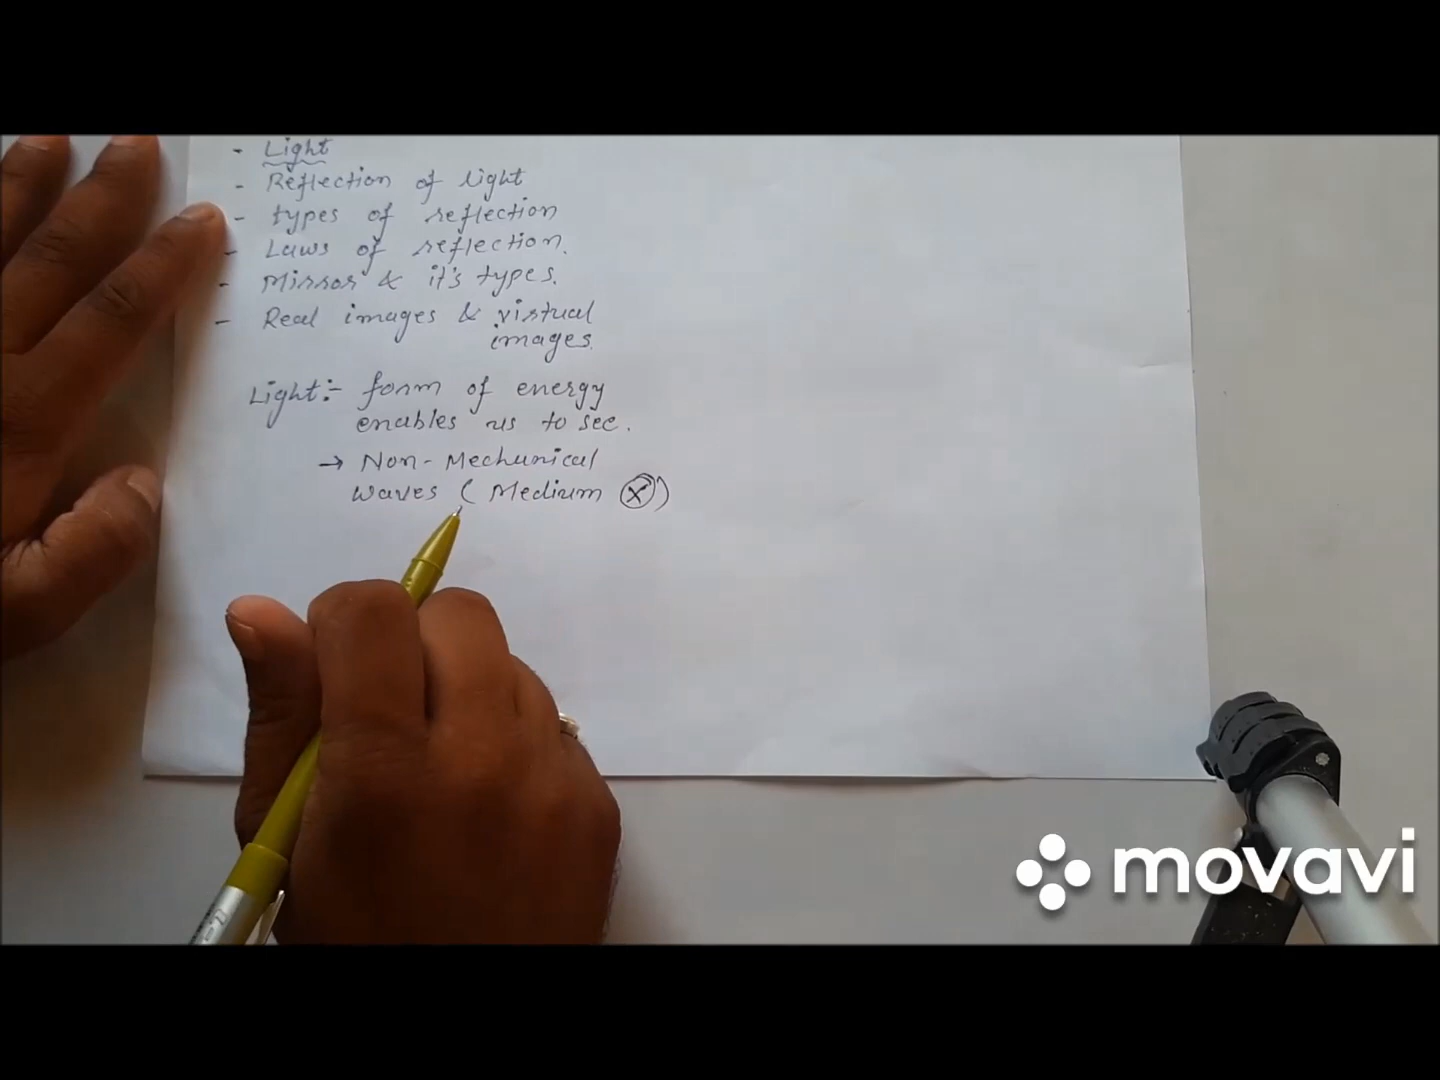 - Light
- Reflection of light
- types of reflection
- Laws of reflection.
- Mirror & it's types.
- Real images & virtual
images.
Light:- form of energy
enables us to see.
→ Non-Mechanical
waves ( Medium X )
movavi